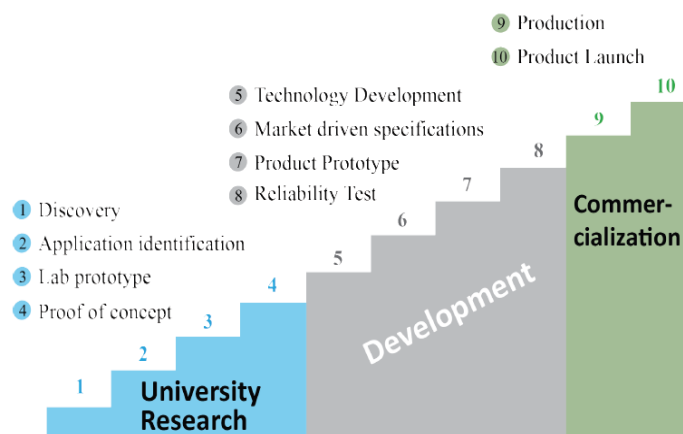 9 Production
10 Product Launch
10
9
5 Technology Development
6 Market driven specifications
7 Product Prototype
8 Reliability Test
8
7
6
5
Commer-
cialization
1 Discovery
2 Application identification
3 Lab prototype
4 Proof of concept
4
3
2
1
Development
University
Research